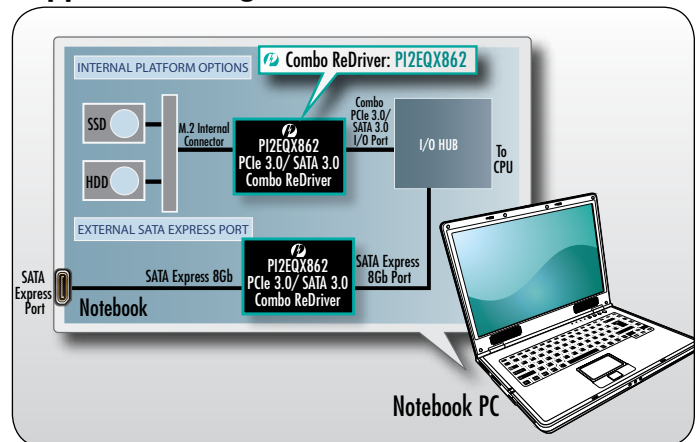 INTERNAL PLATFORM OPTIONS
Combo ReDriver: PI2EQX862
SSD
HDD
M.2 Internal
Connector
PI2EQX862
PCIe 3.0/ SATA 3.0
Combo ReDriver
Combo
PCIe 3.0/
SATA 3.0
I/O Port
I/O HUB
To
CPU
EXTERNAL SATA EXPRESS PORT
SATA
Express
Port
SATA Express 8Gb
PI2EQX862
PCIe 3.0/ SATA 3.0
Combo ReDriver
SATA Express
8Gb Port
Notebook
Notebook PC